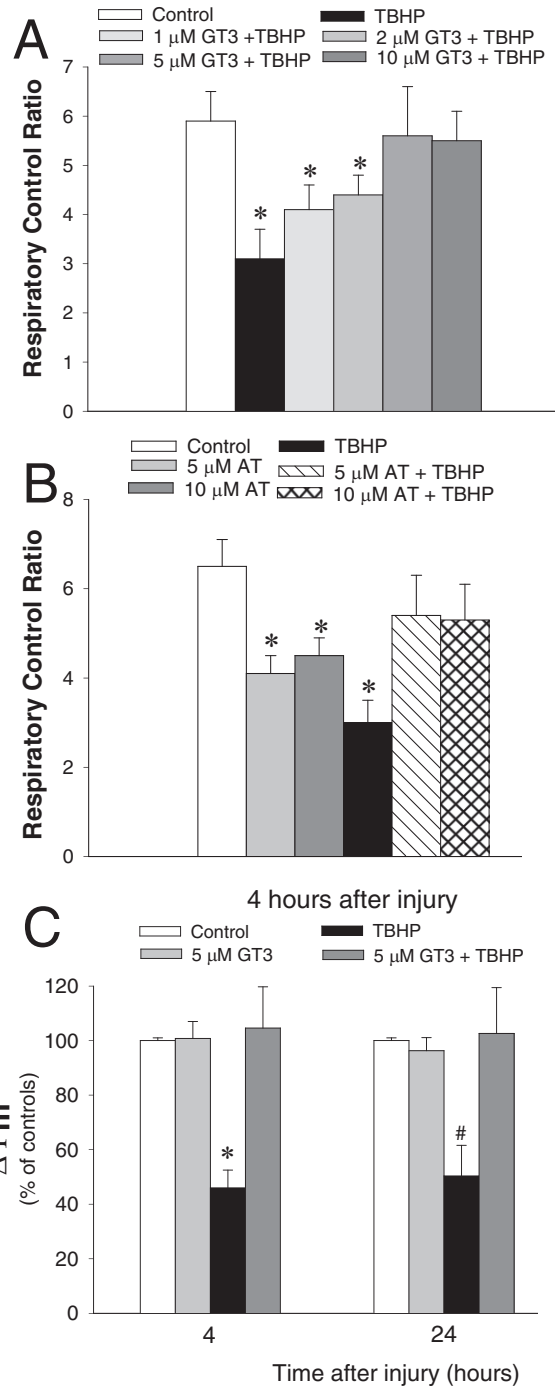 A
Control
TBHP
1 μM GT3 +TBHP
2 μM GT3 + TBHP
5 μM GT3 + TBHP
10 μM GT3 + TBHP
Respiratory Control Ratio
7
6
5
4
3
2
1
0
*
*
*
B
Control
TBHP
5 μM AT
5 μM AT + TBHP
10 μM AT
10 μM AT + TBHP
Respiratory Control Ratio
8
6
4
2
0
*
*
*
4 hours after injury
C
Control
TBHP
5 μM GT3
5 μM GT3 + TBHP
(% of controls)
120
100
80
60
40
20
0
*
#
4
24
Time after injury (hours)